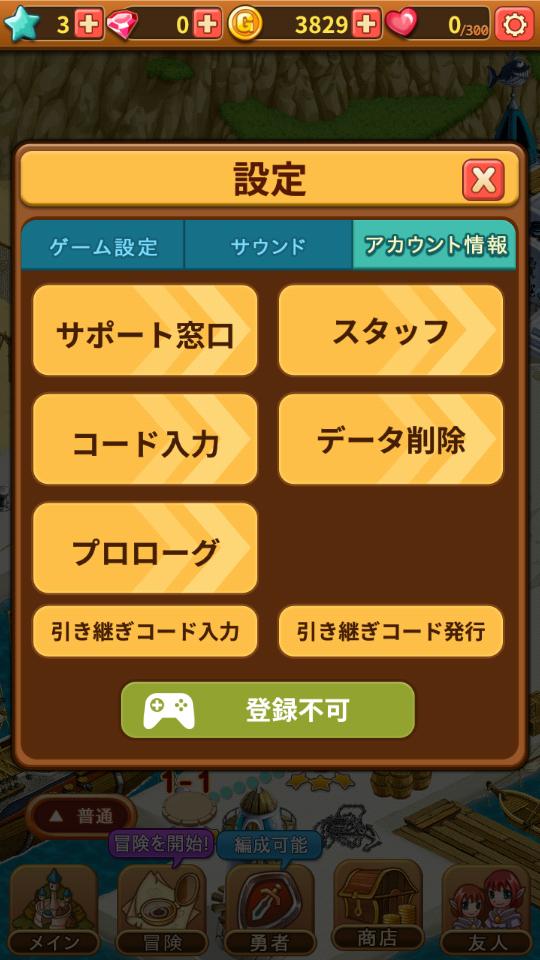 3 0 G 3829 0/300
設定
ゲーム設定 サウンド アカウント情報
サポート窓口 スタッフ
コード入力 データ削除
プロローグ
引き継ぎコード入力 引き継ぎコード発行
登録不可
1-1
▲ 普通
冒険を開始! 編成可能
メイン 冒険 勇者 商店 友人